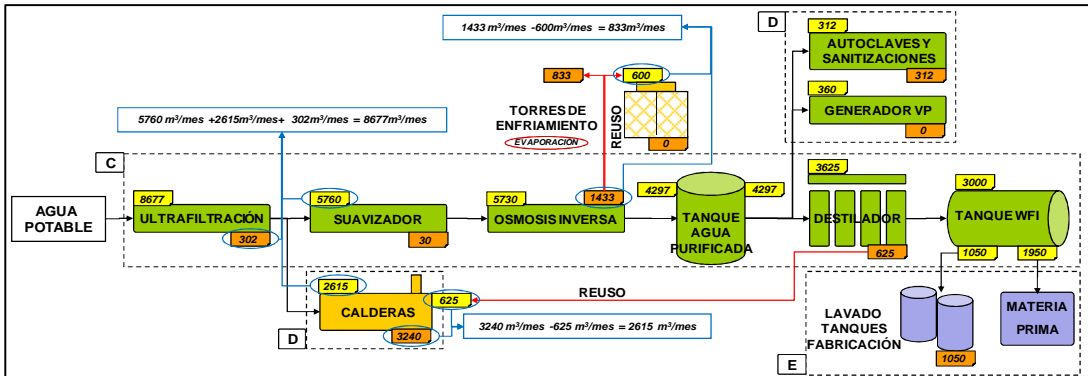 1433 m³/mes -600m³/mes = 833m³/mes
D
312
AUTOCLAVES Y
SANITIZACIONES
312
360
GENERADOR VP
0
833
600
TORRES DE
ENFRIAMIENTO
EVAPORACIÓN
REUSO
0
5760 m³/mes +2615m³/mes+ 302m³/mes = 8677m³/mes
C
AGUA
POTABLE
8677
ULTRAFILTRACIÓN
302
5760
SUAVIZADOR
30
5730
OSMOSIS INVERSA
1433
4297
4297
TANQUE
AGUA
PURIFICADA
3625
DESTILADOR
625
3000
TANQUE WFI
1050
1950
2615
CALDERAS
625
3240
D
REUSO
3240 m³/mes -625 m³/mes = 2615 m³/mes
LAVADO
TANQUES
FABRICACIÓN
1050
MATERIA
PRIMA
E